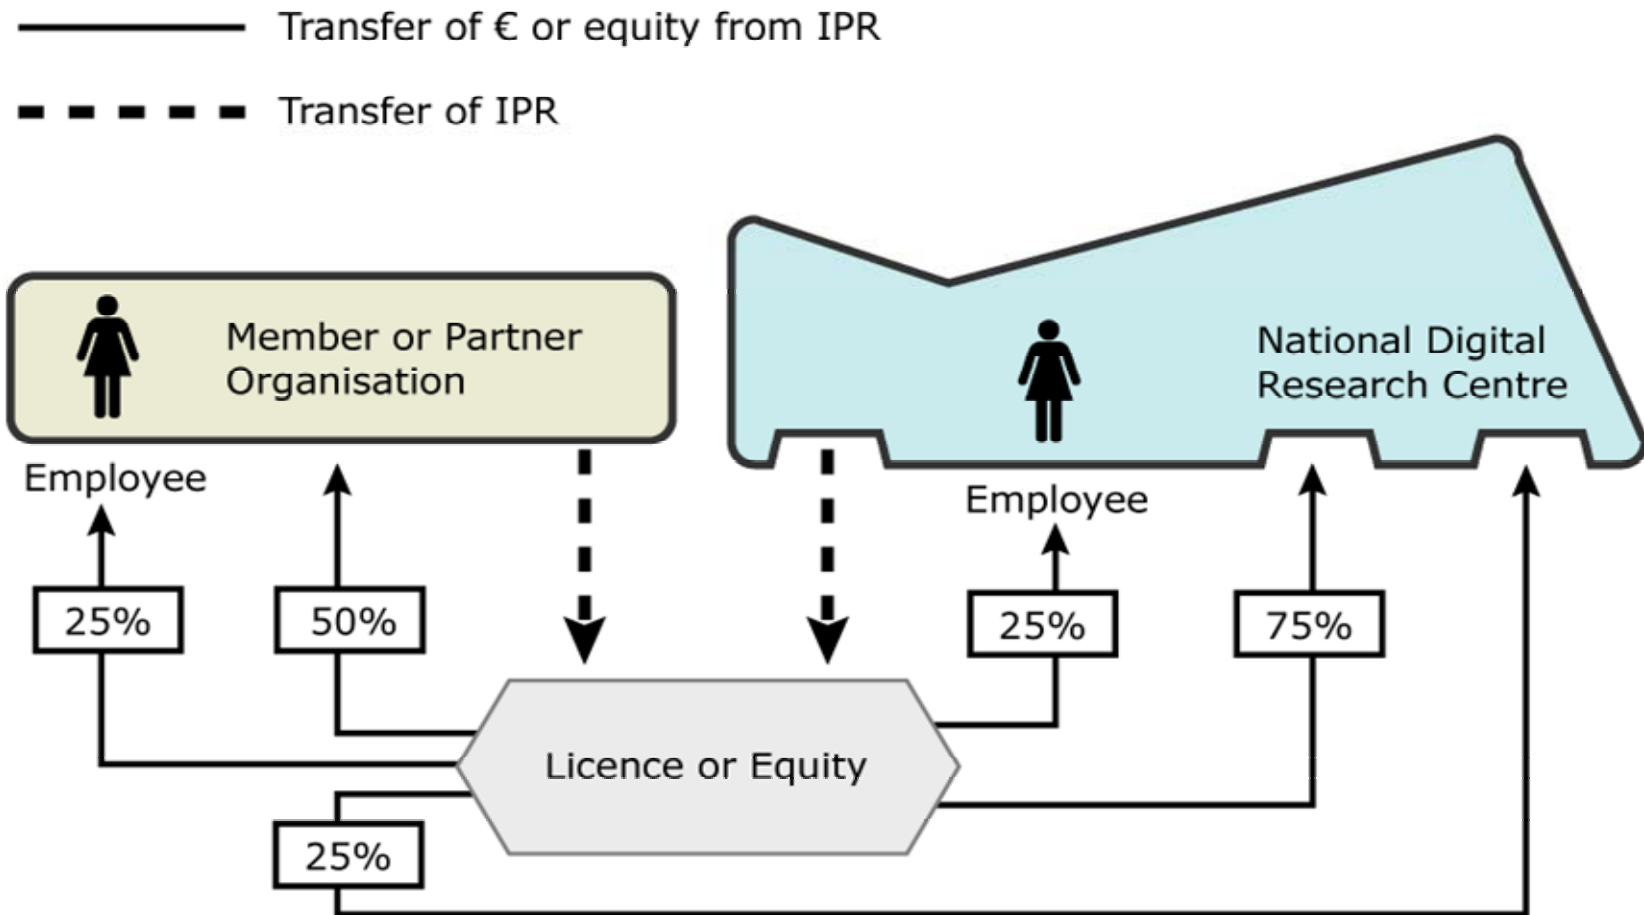 Transfer of € or equity from IPR
Transfer of IPR
Member or Partner
Organisation
National Digital
Research Centre
Employee
Employee
25%
50%
25%
75%
Licence or Equity
25%